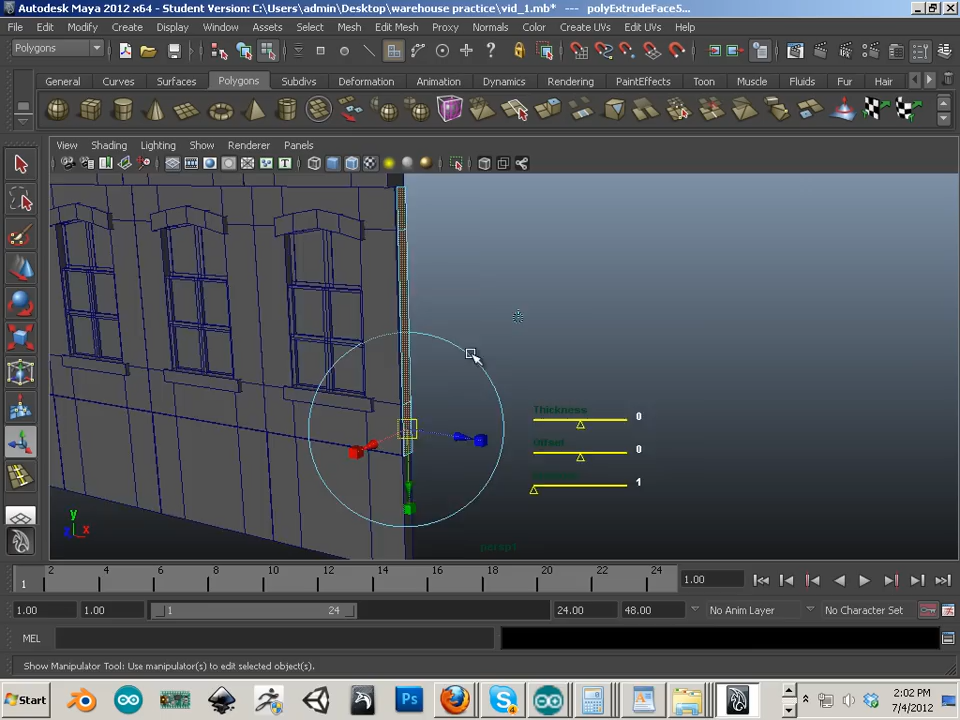 Autodesk Maya 2012 x64 - Student Version: C:\Users\admin\Desktop\warehouse practice\vid_1.mb* --- polyExtrudeFace5...
File Edit Modify Create Display Window Assets Select Mesh Edit Mesh Proxy Normals Color Create UVs Edit UVs Help
Polygons
General Curves Surfaces Polygons Subdivs Deformation Animation Dynamics Rendering PaintEffects Toon Muscle Fluids Fur Hair
View Shading Lighting Show Renderer Panels
Thickness 0
Offset 0
1
y
z x
persp1
2 4 6 8 10 12 14 16 18 20 22 24
1
1.00
1.00 1.00 1 24 24.00 48.00 No Anim Layer No Character Set
MEL
Show Manipulator Tool: Use manipulator(s) to edit selected object(s).
Start
Ps
S
4
2:02 PM
7/4/2012